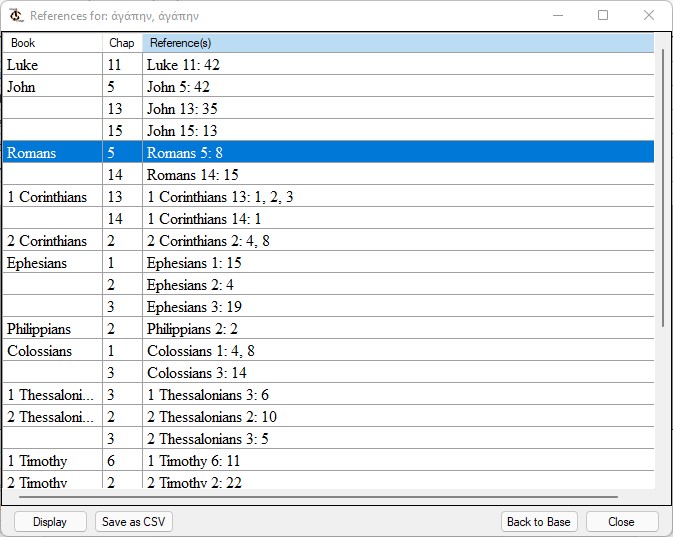 References for: ἀγάπην, ἀγάπην
Book Chap Reference(s)
Luke 11 Luke 11: 42
John 5 John 5: 42
13 John 13: 35
15 John 15: 13
Romans 5 Romans 5: 8
14 Romans 14: 15
1 Corinthians 13 1 Corinthians 13: 1, 2, 3
14 1 Corinthians 14: 1
2 Corinthians 2 2 Corinthians 2: 4, 8
Ephesians 1 Ephesians 1: 15
2 Ephesians 2: 4
3 Ephesians 3: 19
Philippians 2 Philippians 2: 2
Colossians 1 Colossians 1: 4, 8
3 Colossians 3: 14
1 Thessaloni... 3 1 Thessalonians 3: 6
2 Thessaloni... 2 2 Thessalonians 2: 10
3 2 Thessalonians 3: 5
1 Timothy 6 1 Timothy 6: 11
2 Timothy 2 2 Timothy 2: 22
Display Save as CSV Back to Base Close